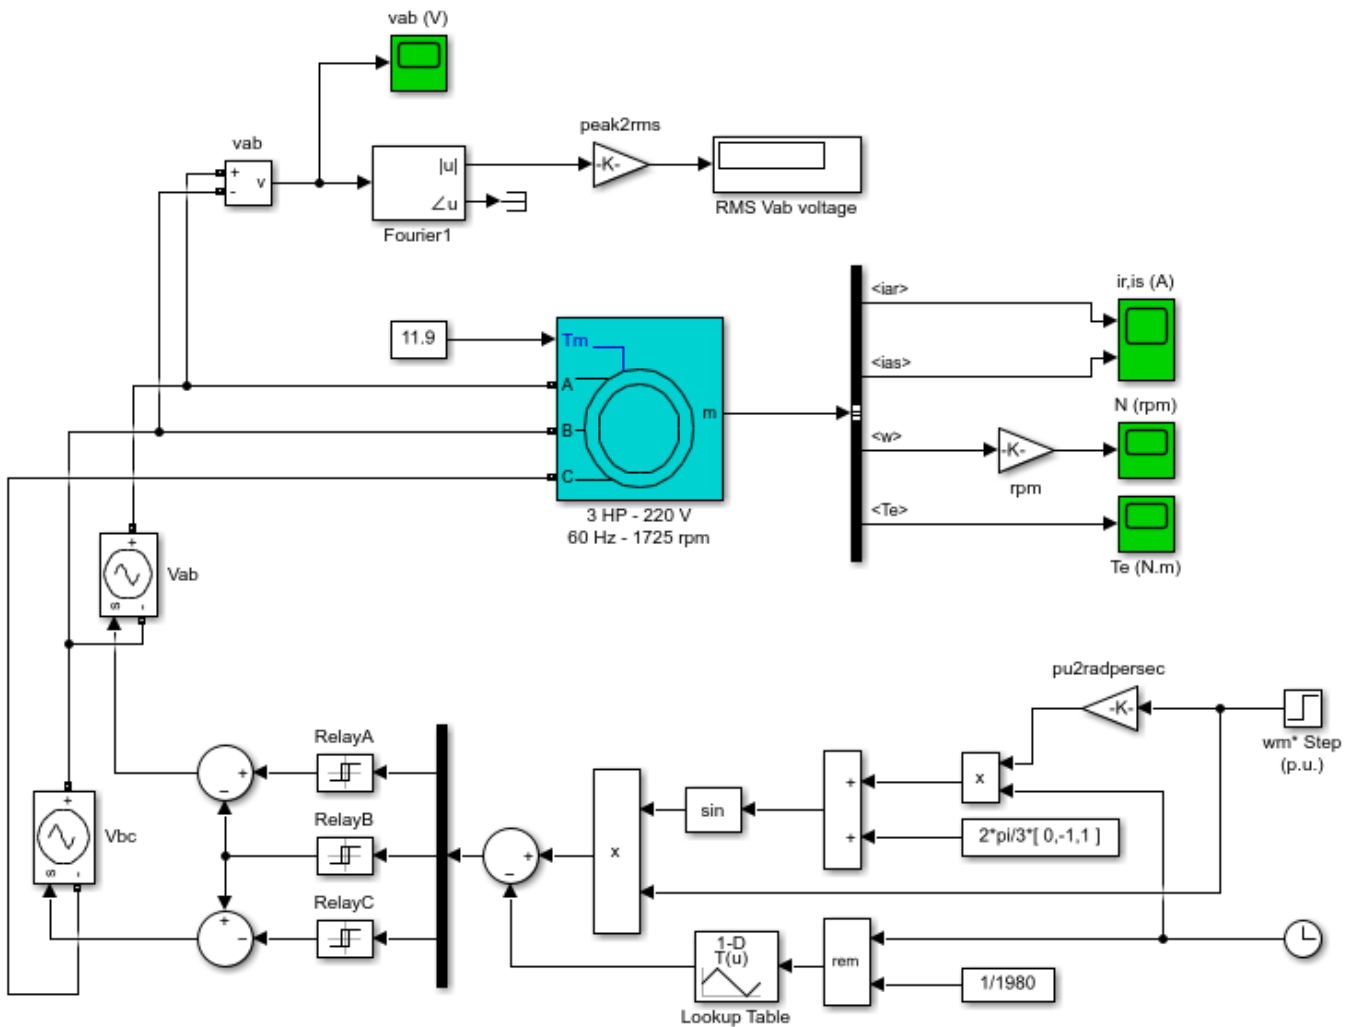 vab (V)
peak2rms
vab
+
-
v
|u|
∠u
-K-
RMS Vab voltage
Fourier1
<iar>
ir,is (A)
11.9
Tm
<ias>
A
m
N (rpm)
B
<w>
-K-
rpm
C
<Te>
3 HP - 220 V
60 Hz - 1725 rpm
Te (N.m)
+
Vab
s
-
pu2radpersec
-K-
wm* Step
(p.u.)
RelayA
+
-
x
+
sin
+
Vbc
s
-
RelayB
2*pi/3*[ 0,-1,1 ]
+
+
-
x
RelayC
+
-
1-D
T(u)
rem
1/1980
Lookup Table